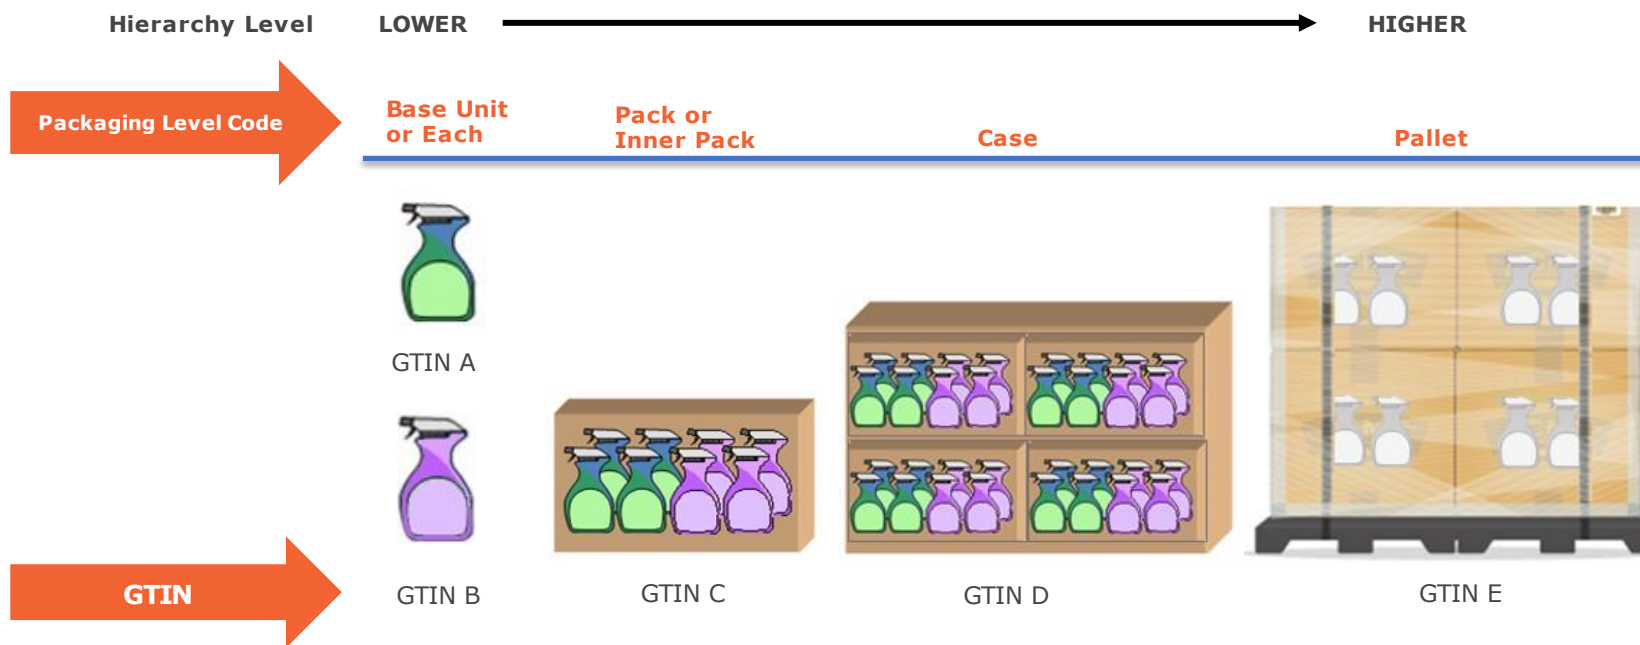 Hierarchy Level LOWER HIGHER
Packaging Level Code
Base Unit
or Each
Pack or
Inner Pack
Case
Pallet
GTIN A
GTIN
GTIN B
GTIN C
GTIN D
GTIN E